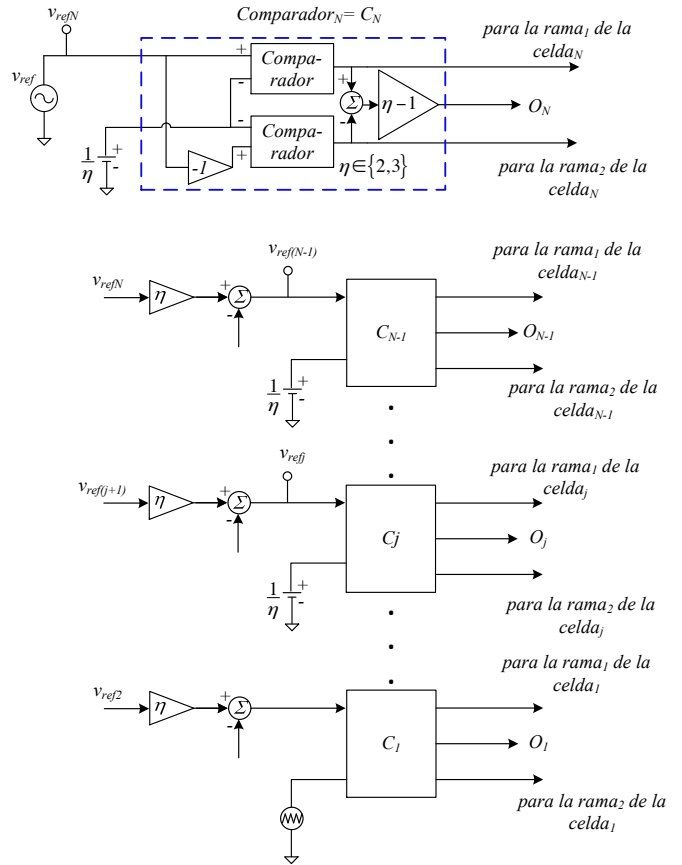 Comparador_N= C_N
v_refN
para la rama_1 de la
celda_N
v_ref
+
Compa-
rador
-
+
Σ
-
η−1
O_N
-
Compa-
rador
+
1/η
+
-
-1
η∈{2,3}
para la rama_2 de la
celda_N
v_ref(N-1)
para la rama_1 de la
celda_N-1
v_refN
η
+
Σ
-
C_N-1
O_N-1
1/η
+
-
para la rama_2 de la
celda_N-1
v_refj
para la rama_1 de la
celda_j
v_ref(j+1)
η
+
Σ
-
Cj
O_j
1/η
+
-
para la rama_2 de la
celda_j
para la rama_1 de la
celda_1
v_ref2
η
+
Σ
-
C_1
O_1
para la rama_2 de la
celda_1